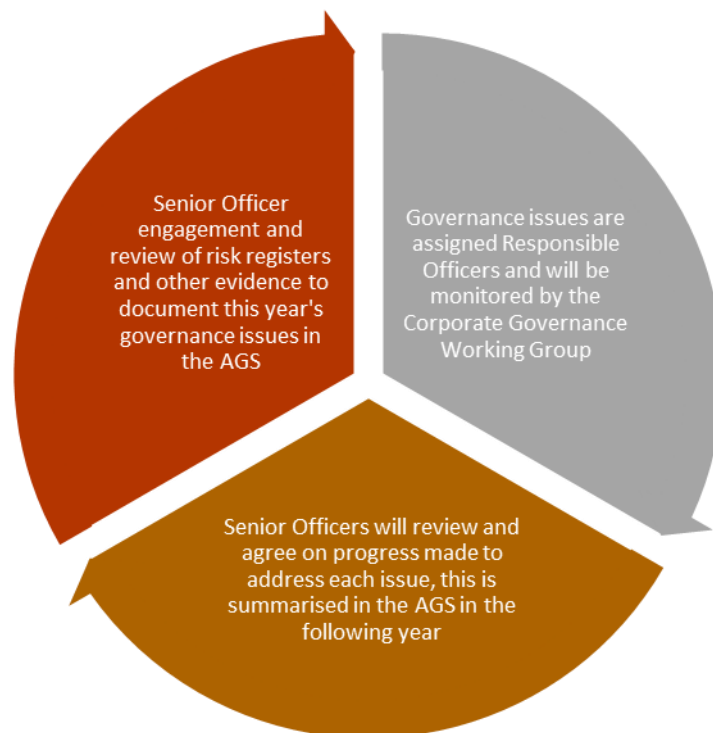 Senior Officer
engagement and
review of risk registers
and other evidence to
document this year's
governance issues in
the AGS
Governance issues are
assigned Responsible
Officers and will be
monitored by the
Corporate Governance
Working Group
Senior Officers will review and
agree on progress made to
address each issue, this is
summarised in the AGS in the
following year